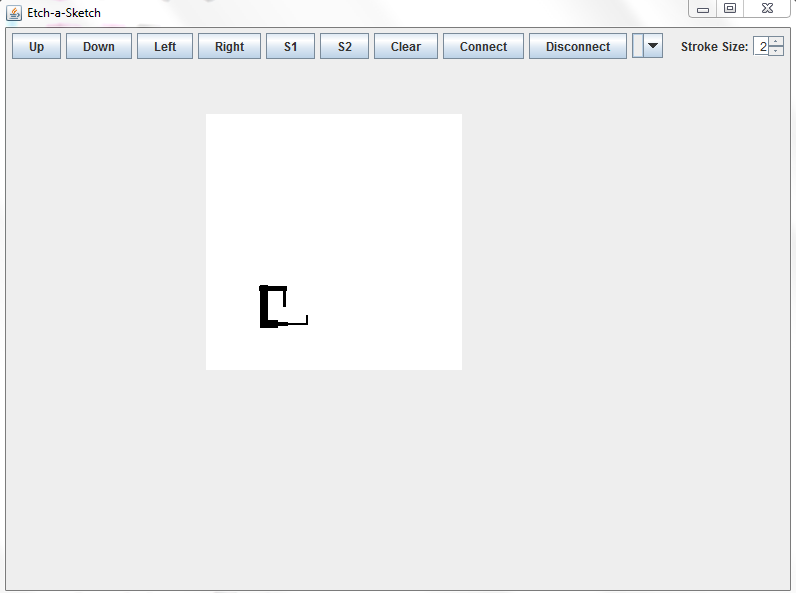 Etch-a-Sketch
Up Down Left Right S1 S2 Clear Connect Disconnect Stroke Size: 2